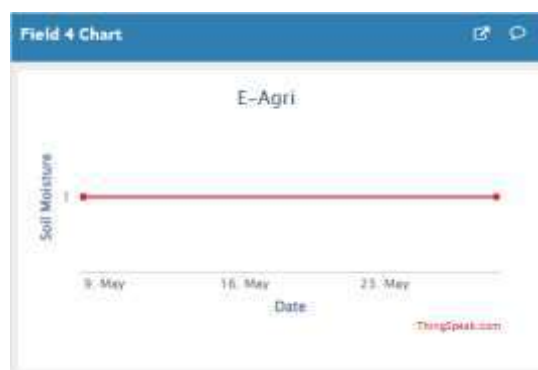 Field 4 Chart
E-Agri
Soil Moisture
1
9. May 16. May 23. May
Date
ThingSpeak.com